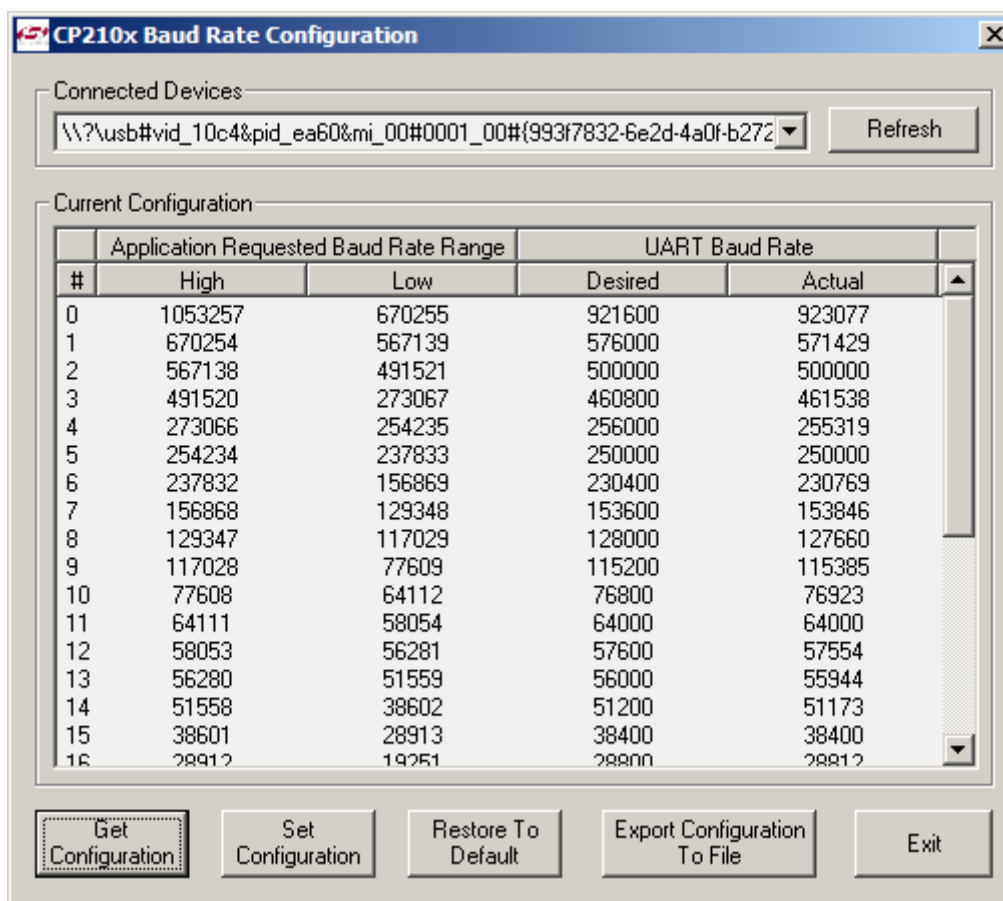 CP210x Baud Rate Configuration
Connected Devices
\\?\usb#vid_10c4&pid_ea60&mi_00#0001_00#{993f7832-6e2d-4a0f-b272
Refresh
Current Configuration
Application Requested Baud Rate Range UART Baud Rate
# High Low Desired Actual
0 1053257 670255 921600 923077
1 670254 567139 576000 571429
2 567138 491521 500000 500000
3 491520 273067 460800 461538
4 273066 254235 256000 255319
5 254234 237833 250000 250000
6 237832 156869 230400 230769
7 156868 129348 153600 153846
8 129347 117029 128000 127660
9 117028 77609 115200 115385
10 77608 64112 76800 76923
11 64111 58054 64000 64000
12 58053 56281 57600 57554
13 56280 51559 56000 55944
14 51558 38602 51200 51173
15 38601 28913 38400 38400
16 28912 19251 28800 28812
Get Configuration
Set Configuration
Restore To Default
Export Configuration To File
Exit